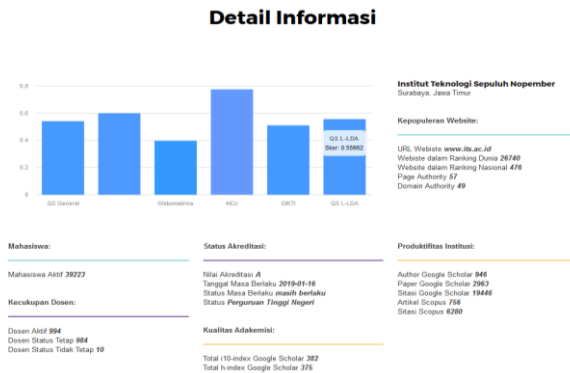 Detail Informasi
0.8
0.6
0.4
0.2
0
QS General
Webometrics
4ICU
DIKTI
QS L-LDA
QS L-LDA
Skor: 0.55662
Institut Teknologi Sepuluh Nopember
Surabaya, Jawa Timur
Kepopuleran Website:
URL Webiste www.its.ac.id
Webiste dalam Ranking Dunia 26740
Website dalam Ranking Nasional 476
Page Authority 57
Domain Authority 49
Mahasiswa:
Mahasiswa Aktif 39223
Kecukupan Dosen:
Dosen Aktif 994
Dosen Status Tetap 984
Dosen Status Tidak Tetap 10
Status Akreditasi:
Nilai Akreditasi A
Tanggal Masa Berlaku 2019-01-16
Status Masa Berlaku masih berlaku
Status Perguruan Tinggi Negeri
Kualitas Adakemisi:
Total i10-index Google Scholar 382
Total h-index Google Scholar 375
Produktifitas Institusi:
Author Google Scholar 946
Paper Google Scholar 2963
Sitasi Google Scholar 19446
Artikel Scopus 756
Sitasi Scopus 6280